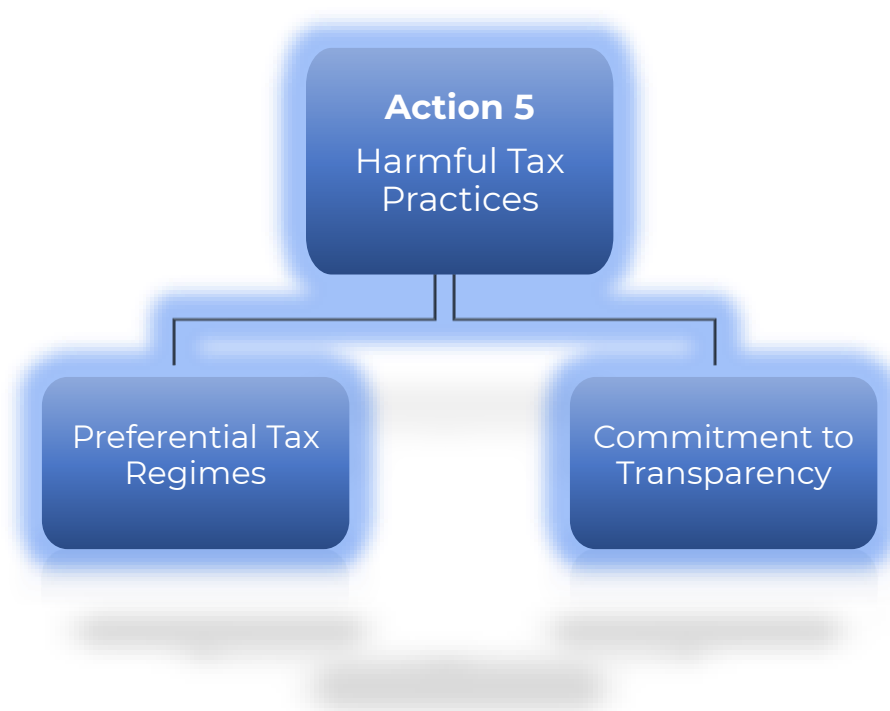 Action 5
Harmful Tax
Practices
Preferential Tax
Regimes
Commitment to
Transparency